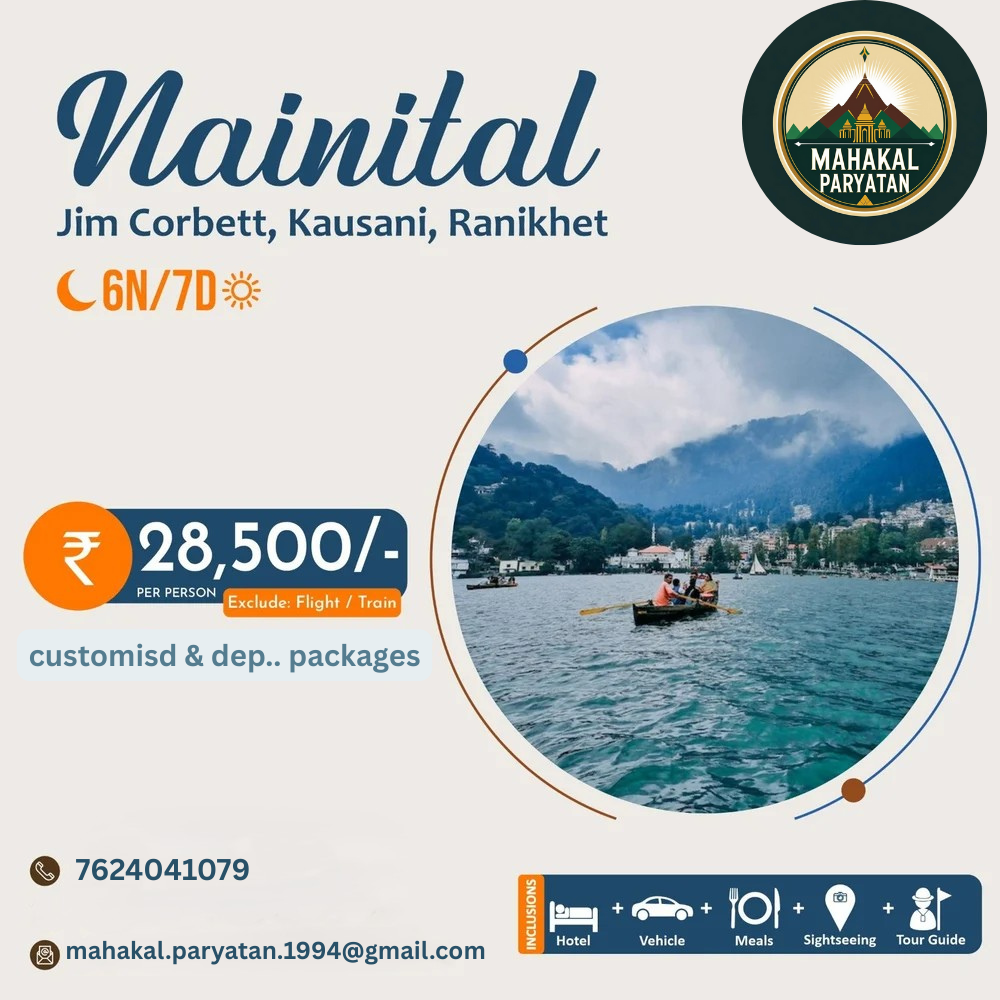 Nainital
MAHAKAL
PARYATAN
Jim Corbett, Kausani, Ranikhet
6N/7D
₹ 28,500/-
PER PERSON
Exclude: Flight / Train
customisd & dep.. packages
7624041079
mahakal.paryatan.1994@gmail.com
INCLUSIONS
Hotel + Vehicle + Meals + Sightseeing + Tour Guide